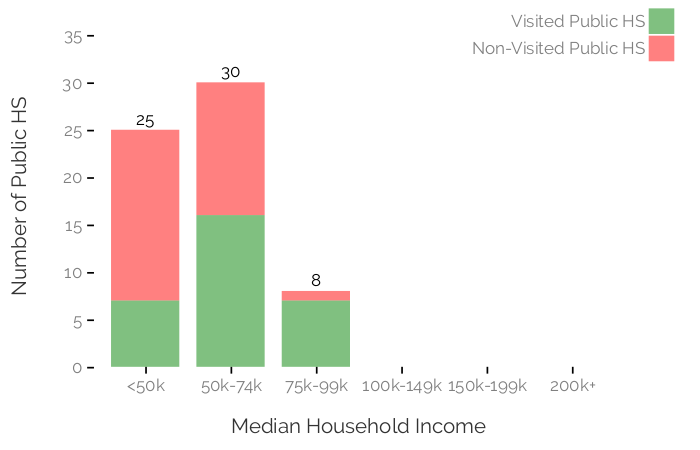 Visited Public HS
Non-Visited Public HS
Number of Public HS
35
30
25
20
15
10
5
0
25
30
8
<50k
50k-74k
75k-99k
100k-149k
150k-199k
200k+
Median Household Income